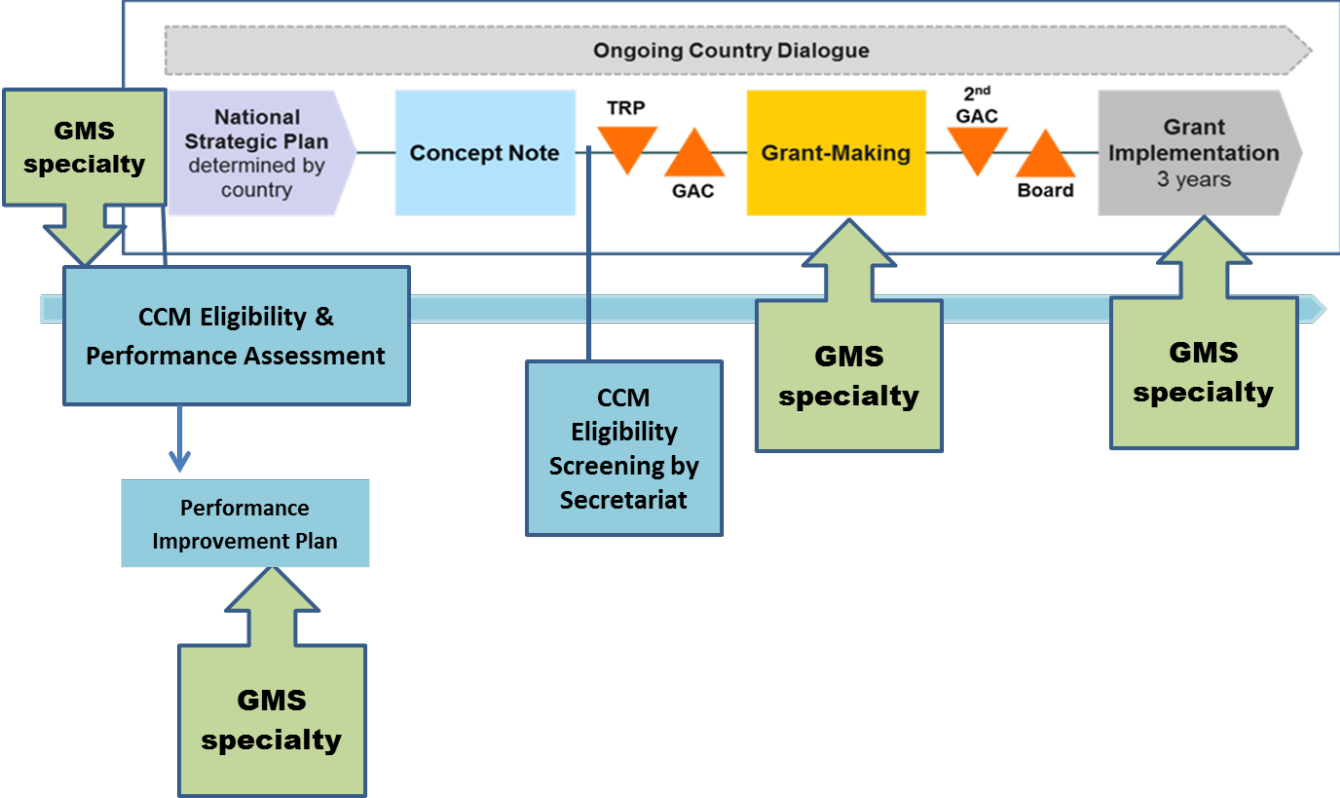 Ongoing Country Dialogue
GMS
specialty
National
Strategic Plan
determined by
country
Concept Note
TRP
GAC
Grant-Making
2nd
GAC
Board
Grant
Implementation
3 years
CCM Eligibility &
Performance Assessment
CCM
Eligibility
Screening by
Secretariat
GMS
specialty
GMS
specialty
Performance
Improvement Plan
GMS
specialty